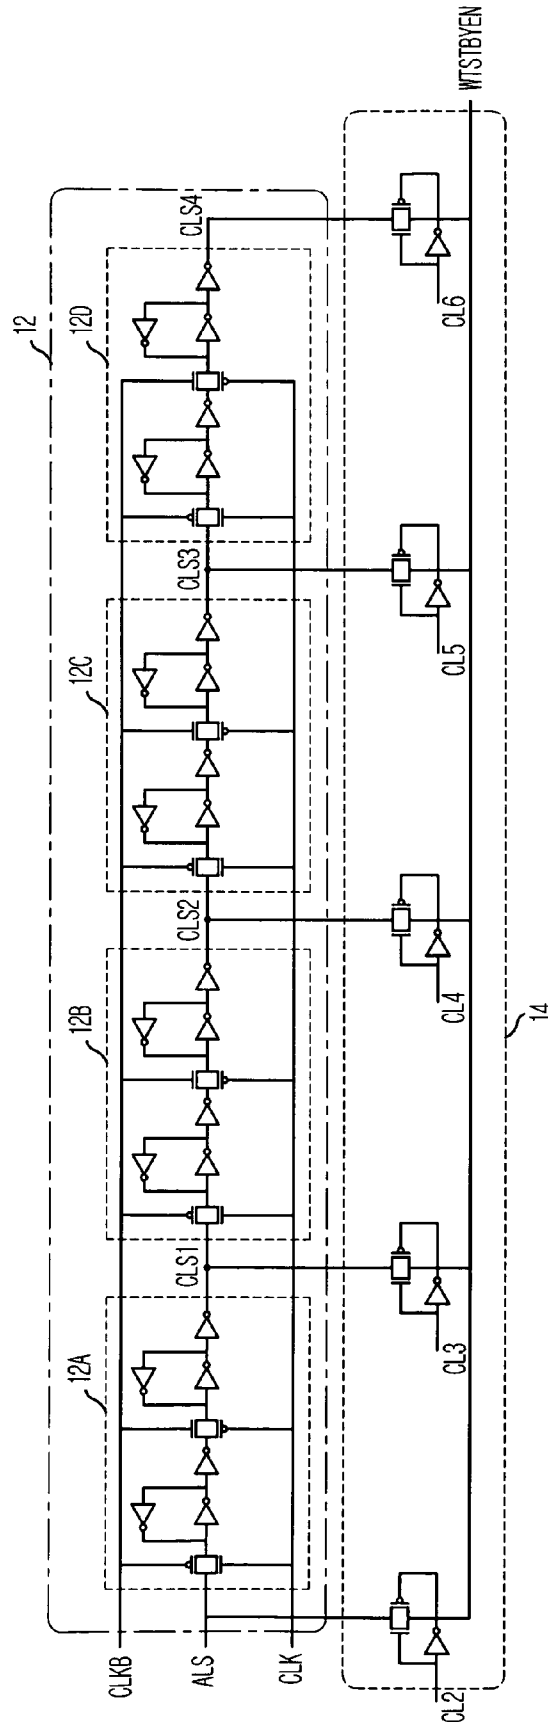 12
12A
12B
12C
12D
CLKB
ALS
CLK
CLS1
CLS2
CLS3
CLS4
CL2
CL3
CL4
CL5
CL6
14
WTSTBYEN